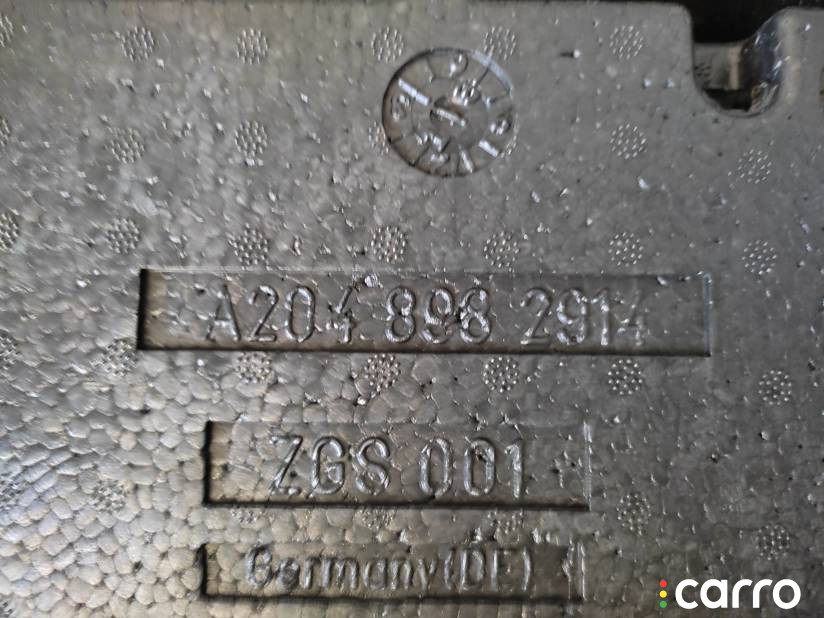 A204 898 2914
ZGS 001
Germany(DE)
carro